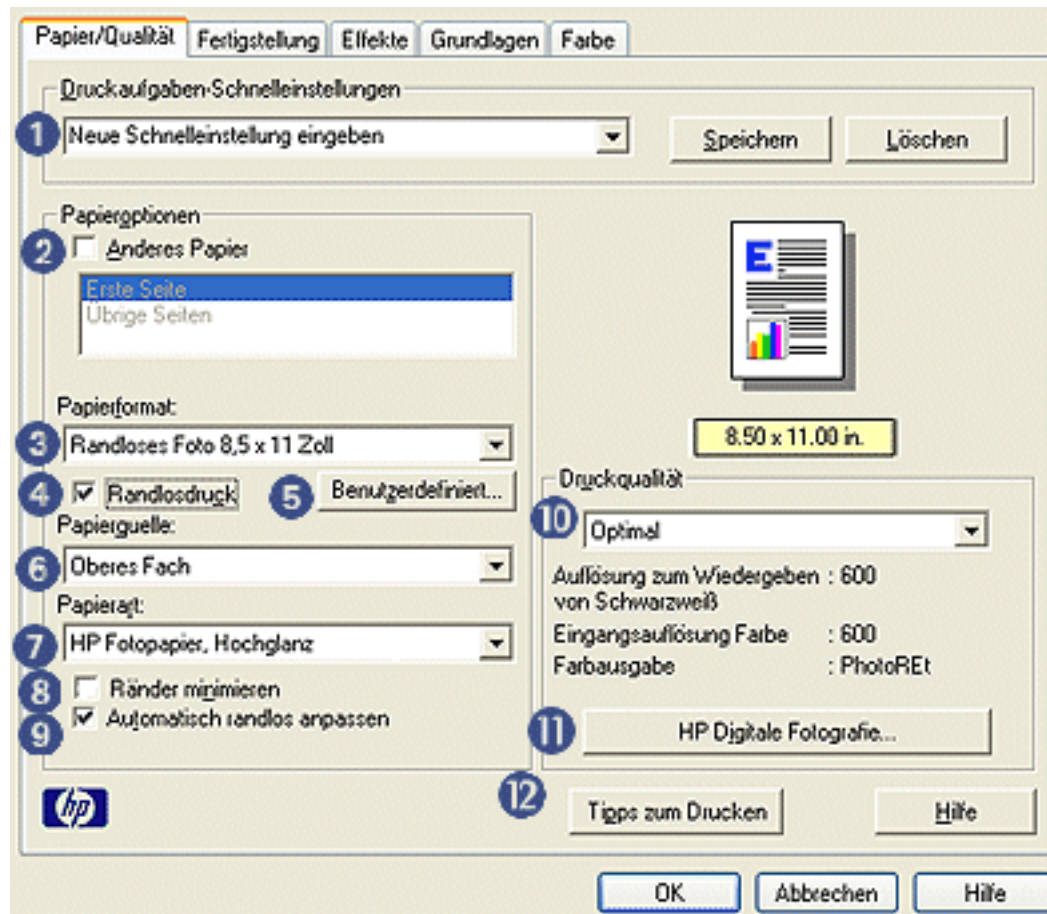 Papier/Qualität Fertigstellung Effekte Grundlagen Farbe
Druckaufgaben-Schnelleinstellungen
1 Neue Schnelleinstellung eingeben Speichern Löschen
Papieroptionen
2 Anderes Papier
Erste Seite
Übrige Seiten
E
Papierformat:
3 Randloses Foto 8,5 x 11 Zoll
8.50 x 11.00 in.
4 Randlosdruck 5 Benutzerdefiniert...
Papierquelle:
6 Oberes Fach
Papierart:
7 HP Fotopapier, Hochglanz
8 Ränder minimieren
9 Automatisch randlos anpassen
Druckqualität
10 Optimal
Auflösung zum Wiedergeben : 600
von Schwarzweiß
Eingangsauflösung Farbe : 600
Farbausgabe : PhotoREt
11 HP Digitale Fotografie...
hp
12 Tipps zum Drucken Hilfe
OK Abbrechen Hilfe